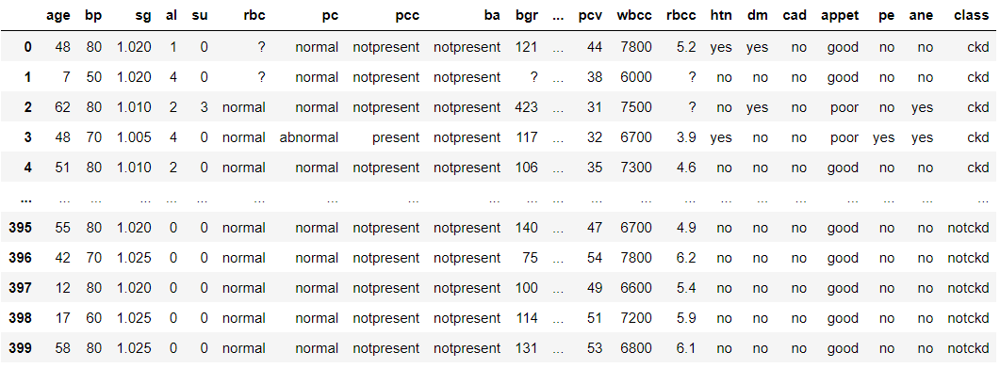 age bp sg al su rbc pc pcc ba bgr ... pcv wbcc rbcc htn dm cad appet pe ane class
0 48 80 1.020 1 0 ? normal notpresent notpresent 121 ... 44 7800 5.2 yes yes no good no no ckd
1 7 50 1.020 4 0 ? normal notpresent notpresent ? ... 38 6000 ? no no no good no no ckd
2 62 80 1.010 2 3 normal normal notpresent notpresent 423 ... 31 7500 ? no yes no poor no yes ckd
3 48 70 1.005 4 0 normal abnormal present notpresent 117 ... 32 6700 3.9 yes no no poor yes yes ckd
4 51 80 1.010 2 0 normal normal notpresent notpresent 106 ... 35 7300 4.6 no no no good no no ckd
... ... ... ... ... ... ... ... ... ... ... ... ... ... ... ... ... ... ... ... ... ...
395 55 80 1.020 0 0 normal normal notpresent notpresent 140 ... 47 6700 4.9 no no no good no no notckd
396 42 70 1.025 0 0 normal normal notpresent notpresent 75 ... 54 7800 6.2 no no no good no no notckd
397 12 80 1.020 0 0 normal normal notpresent notpresent 100 ... 49 6600 5.4 no no no good no no notckd
398 17 60 1.025 0 0 normal normal notpresent notpresent 114 ... 51 7200 5.9 no no no good no no notckd
399 58 80 1.025 0 0 normal normal notpresent notpresent 131 ... 53 6800 6.1 no no no good no no notckd